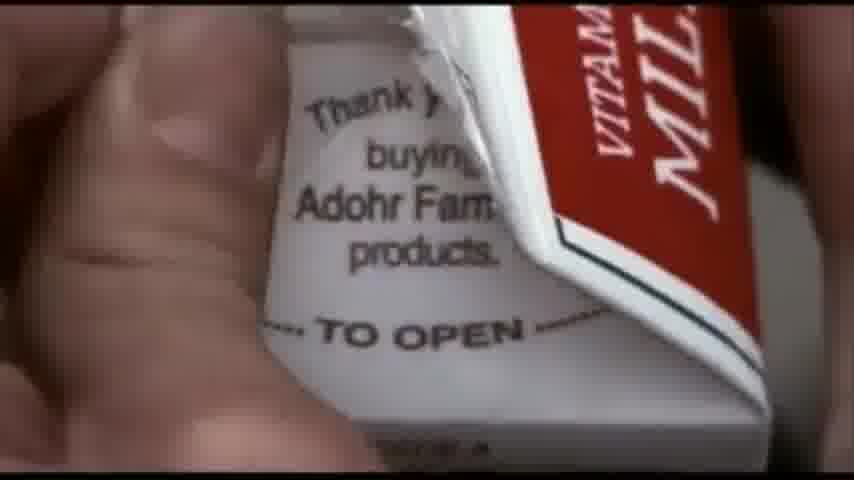 Thank
buying
Adohr Fam
products.
TO OPEN
VITAM
MIL